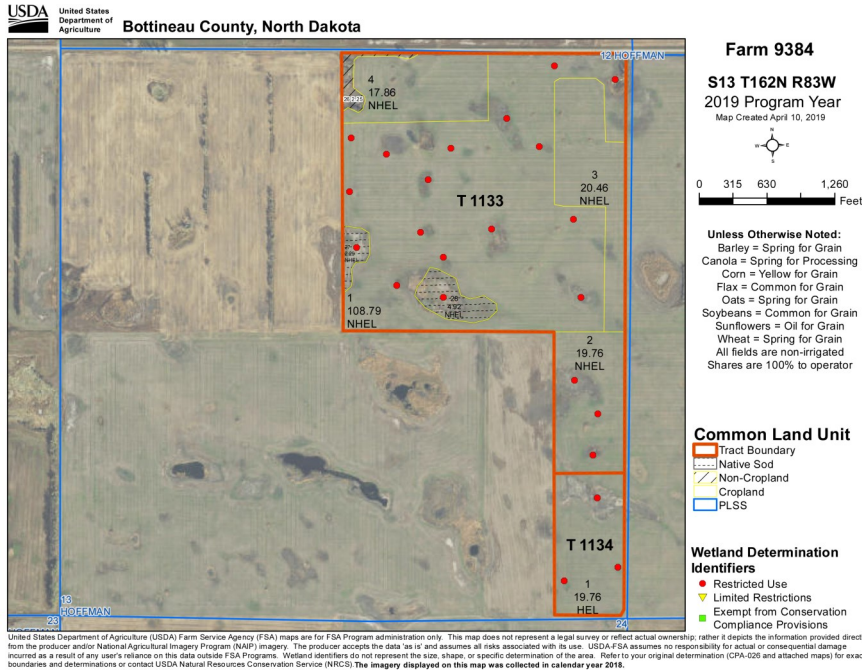 USDA
United States
Department of
Agriculture
Bottineau County, North Dakota
Farm 9384
S13 T162N R83W
2019 Program Year
Map Created April 10, 2019
N
W E
S
0 315 630 1,260
Feet
Unless Otherwise Noted:
Barley = Spring for Grain
Canola = Spring for Processing
Corn = Yellow for Grain
Flax = Common for Grain
Oats = Spring for Grain
Soybeans = Common for Grain
Sunflowers = Oil for Grain
Wheat = Spring for Grain
All fields are non-irrigated
Shares are 100% to operator
Common Land Unit
Tract Boundary
Native Sod
Non-Cropland
Cropland
PLSS
Wetland Determination
Identifiers
Restricted Use
Limited Restrictions
Exempt from Conservation
Compliance Provisions
12 HOFFMAN
4
17.86
NHEL
3
20.46
NHEL
T 1133
NHEL
1
108.79
NHEL
4.92
NHEL
2
19.76
NHEL
T 1134
1
19.76
HEL
13
HOFFMAN
23
24
United States Department of Agriculture (USDA) Farm Service Agency (FSA) maps are for FSA Program administration only. This map does not represent a legal survey or reflect actual ownership; rather it depicts the information provided direct
from the producer and/or National Agricultural Imagery Program (NAIP) imagery. The producer accepts the data 'as is' and assumes all risks associated with its use. USDA-FSA assumes no responsibility for actual or consequential damage
incurred as a result of any user's reliance on this data outside FSA Programs. Wetland identifiers do not represent the size, shape, or specific determination of the area. Refer to your original determination (CPA-026 and attached maps) for exac
boundaries and determinations or contact USDA Natural Resources Conservation Service (NRCS). The imagery displayed on this map was collected in calendar year 2018.